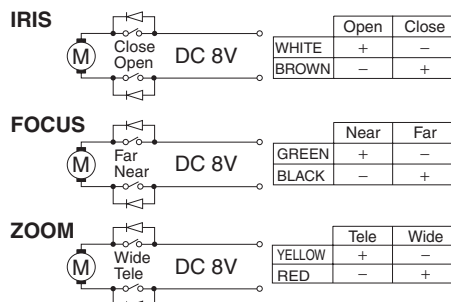 IRIS
M
Close
Open
DC 8V
Open Close
WHITE + −
BROWN − +
FOCUS
M
Far
Near
DC 8V
Near Far
GREEN + −
BLACK − +
ZOOM
M
Wide
Tele
DC 8V
Tele Wide
YELLOW + −
RED − +